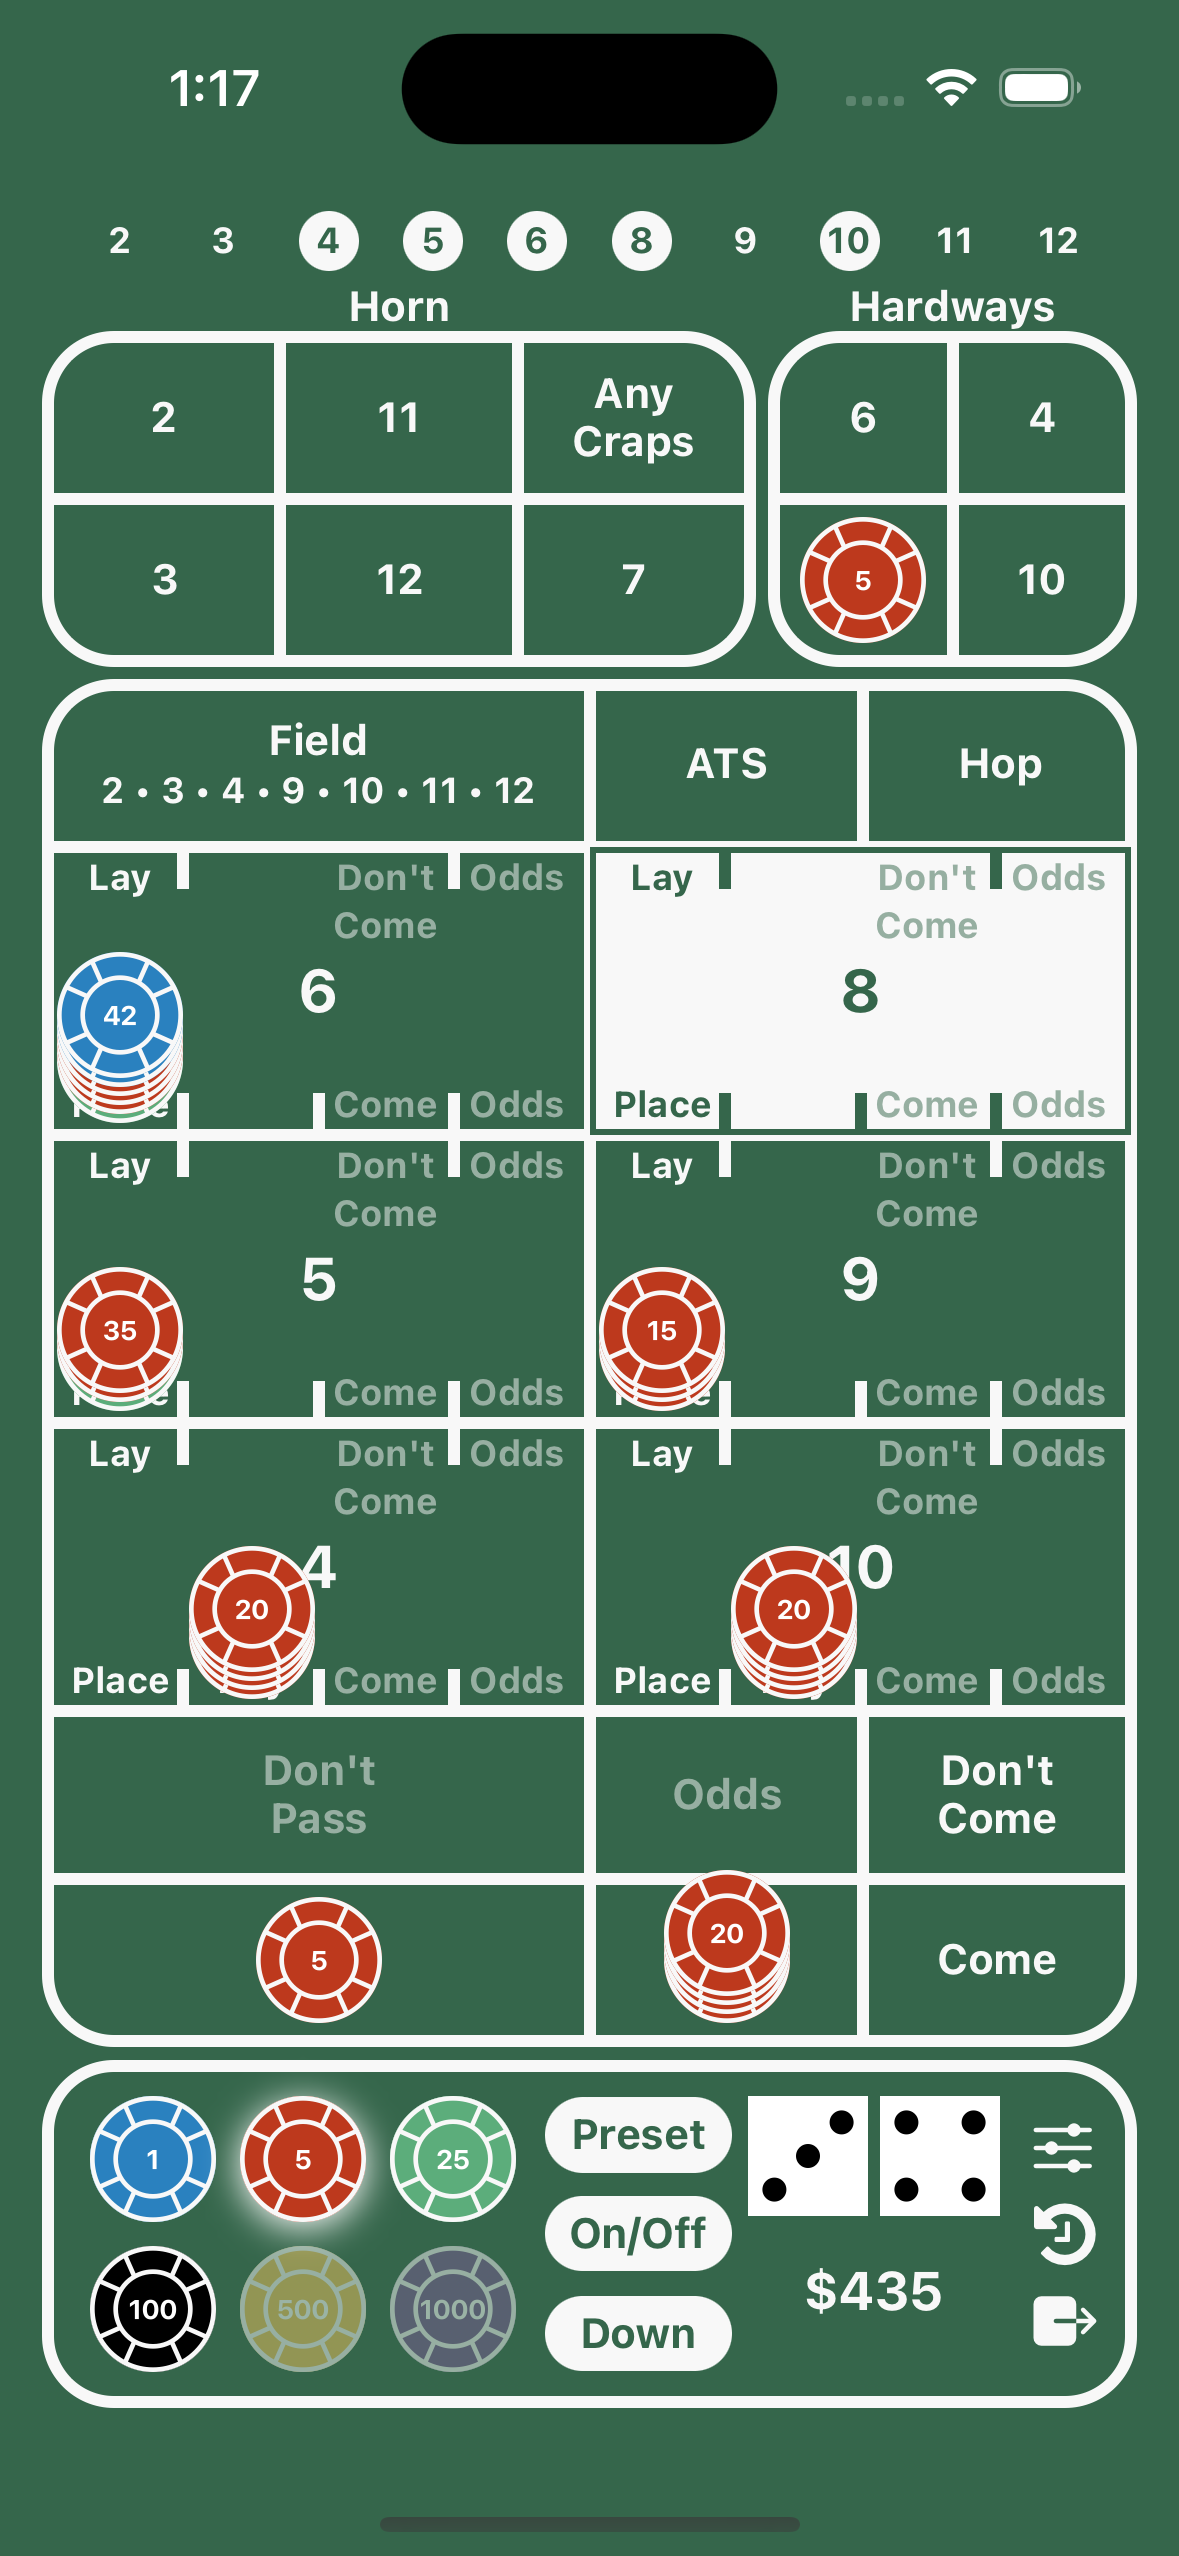 1:17
2 3 4 5 6 8 9 10 11 12
Horn
Hardways
2 11 Any Craps
6 4
3 12 7
5 10
Field
2 • 3 • 4 • 9 • 10 • 11 • 12
ATS
Hop
Lay Don't Come Odds
6
42
Come Odds
Lay Don't Come Odds
8
Place Come Odds
Lay Don't Come Odds
5
35
Come Odds
Lay Don't Come Odds
9
15
Come Odds
Lay Don't Come Odds
4
20
Place Come Odds
Lay Don't Come Odds
10
20
Place Come Odds
Don't Pass
Odds
Don't Come
5
20
Come
1 5 25
Preset
On/Off
100 500 1000
Down
$435